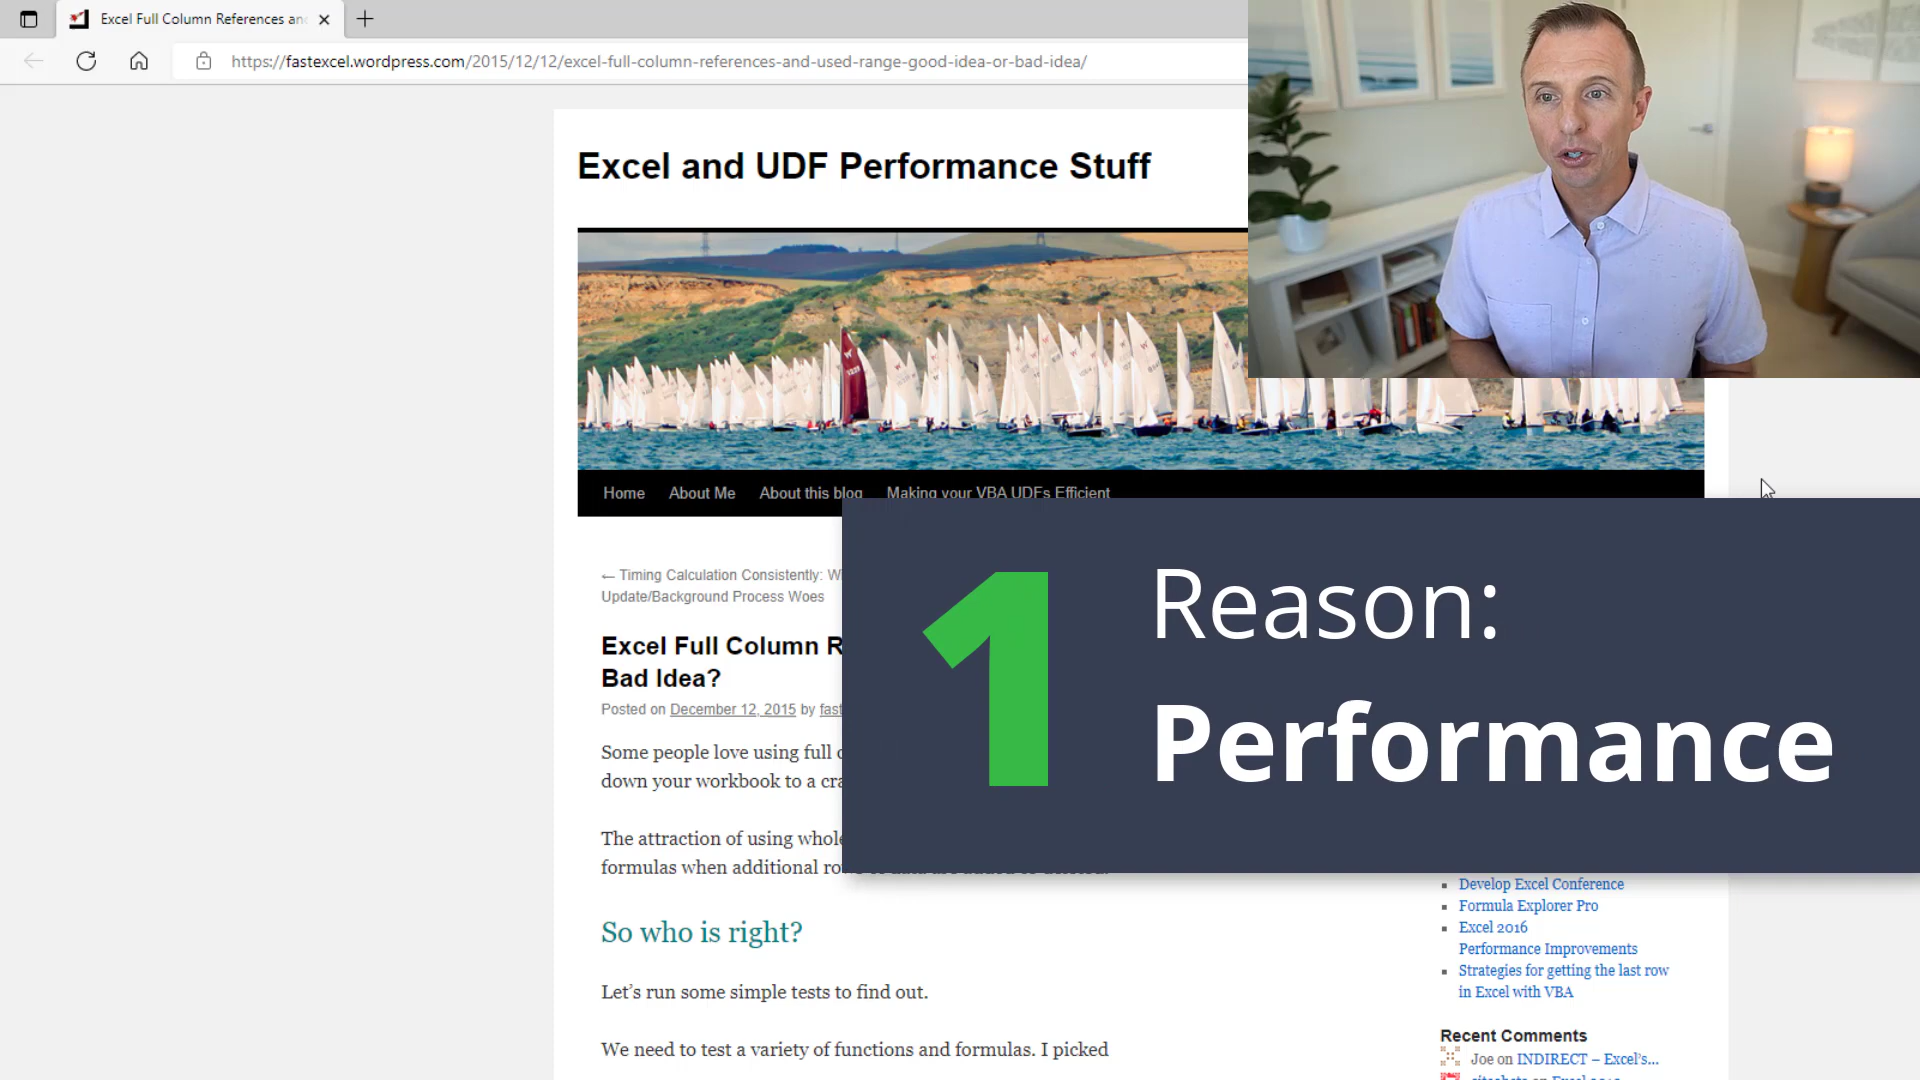 Excel Full Column References an
https://fastexcel.wordpress.com/2015/12/12/excel-full-column-references-and-used-range-good-idea-or-bad-idea/
Excel and UDF Performance Stuff
Home About Me About this blog Making your VBA UDFs Efficient
← Timing Calculation Consistently: Wi
Update/Background Process Woes
Excel Full Column R
Bad Idea?
Posted on December 12, 2015 by fast
Some people love using full c
down your workbook to a cra
The attraction of using whole
formulas when additional ro
1
Reason:
Performance
So who is right?
Let's run some simple tests to find out.
We need to test a variety of functions and formulas. I picked
Develop Excel Conference
Formula Explorer Pro
Excel 2016
Performance Improvements
Strategies for getting the last row
in Excel with VBA
Recent Comments
Joe on INDIRECT – Excel's...